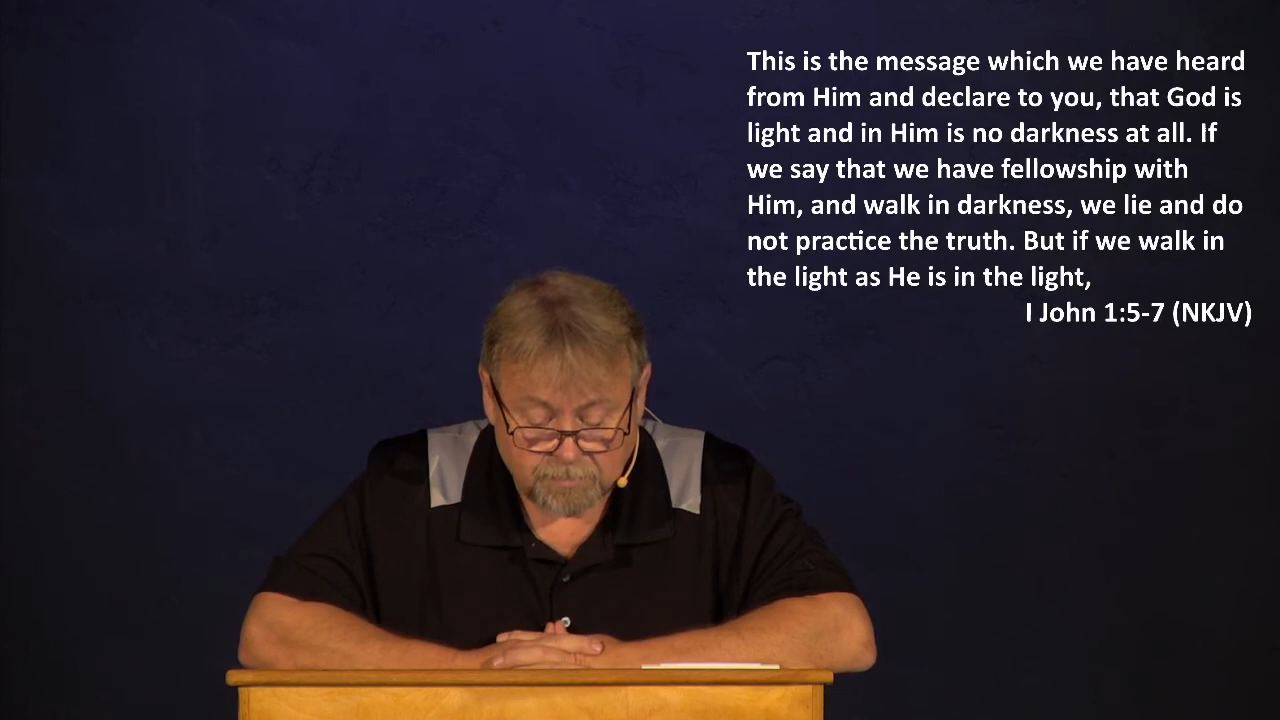 This is the message which we have heard
from Him and declare to you, that God is
light and in Him is no darkness at all. If
we say that we have fellowship with
Him, and walk in darkness, we lie and do
not practice the truth. But if we walk in
the light as He is in the light,
I John 1:5-7 (NKJV)